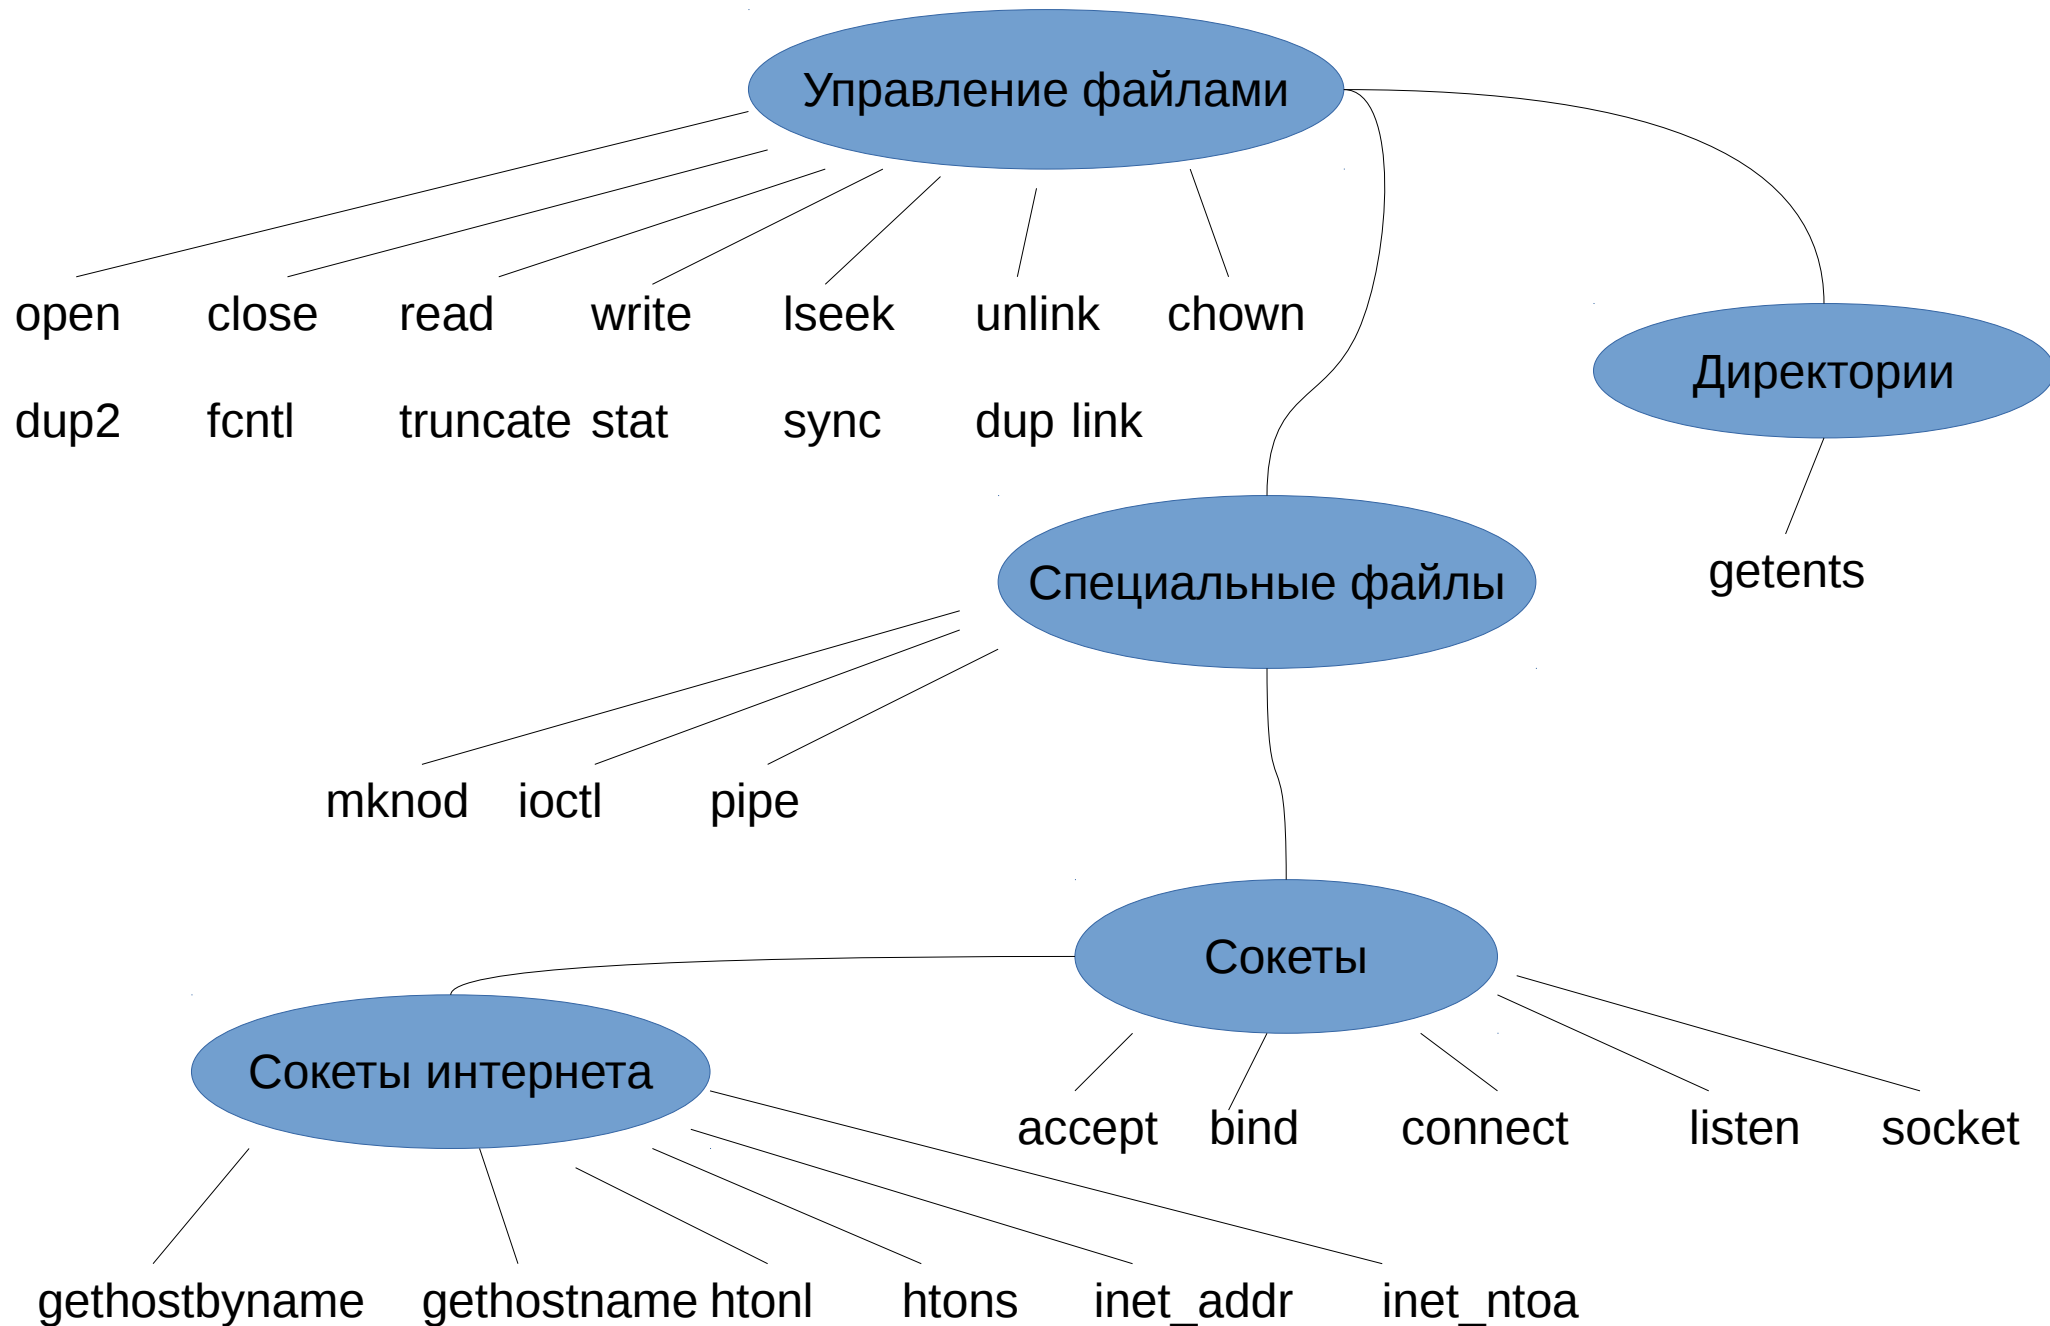 Управление файлами
open close read write lseek unlink chown
Директории
dup2 fcntl truncate stat sync dup link
Специальные файлы
getents
mknod ioctl pipe
Сокеты
Сокеты интернета
accept bind connect listen socket
gethostbyname gethostname htonl htons inet_addr inet_ntoa